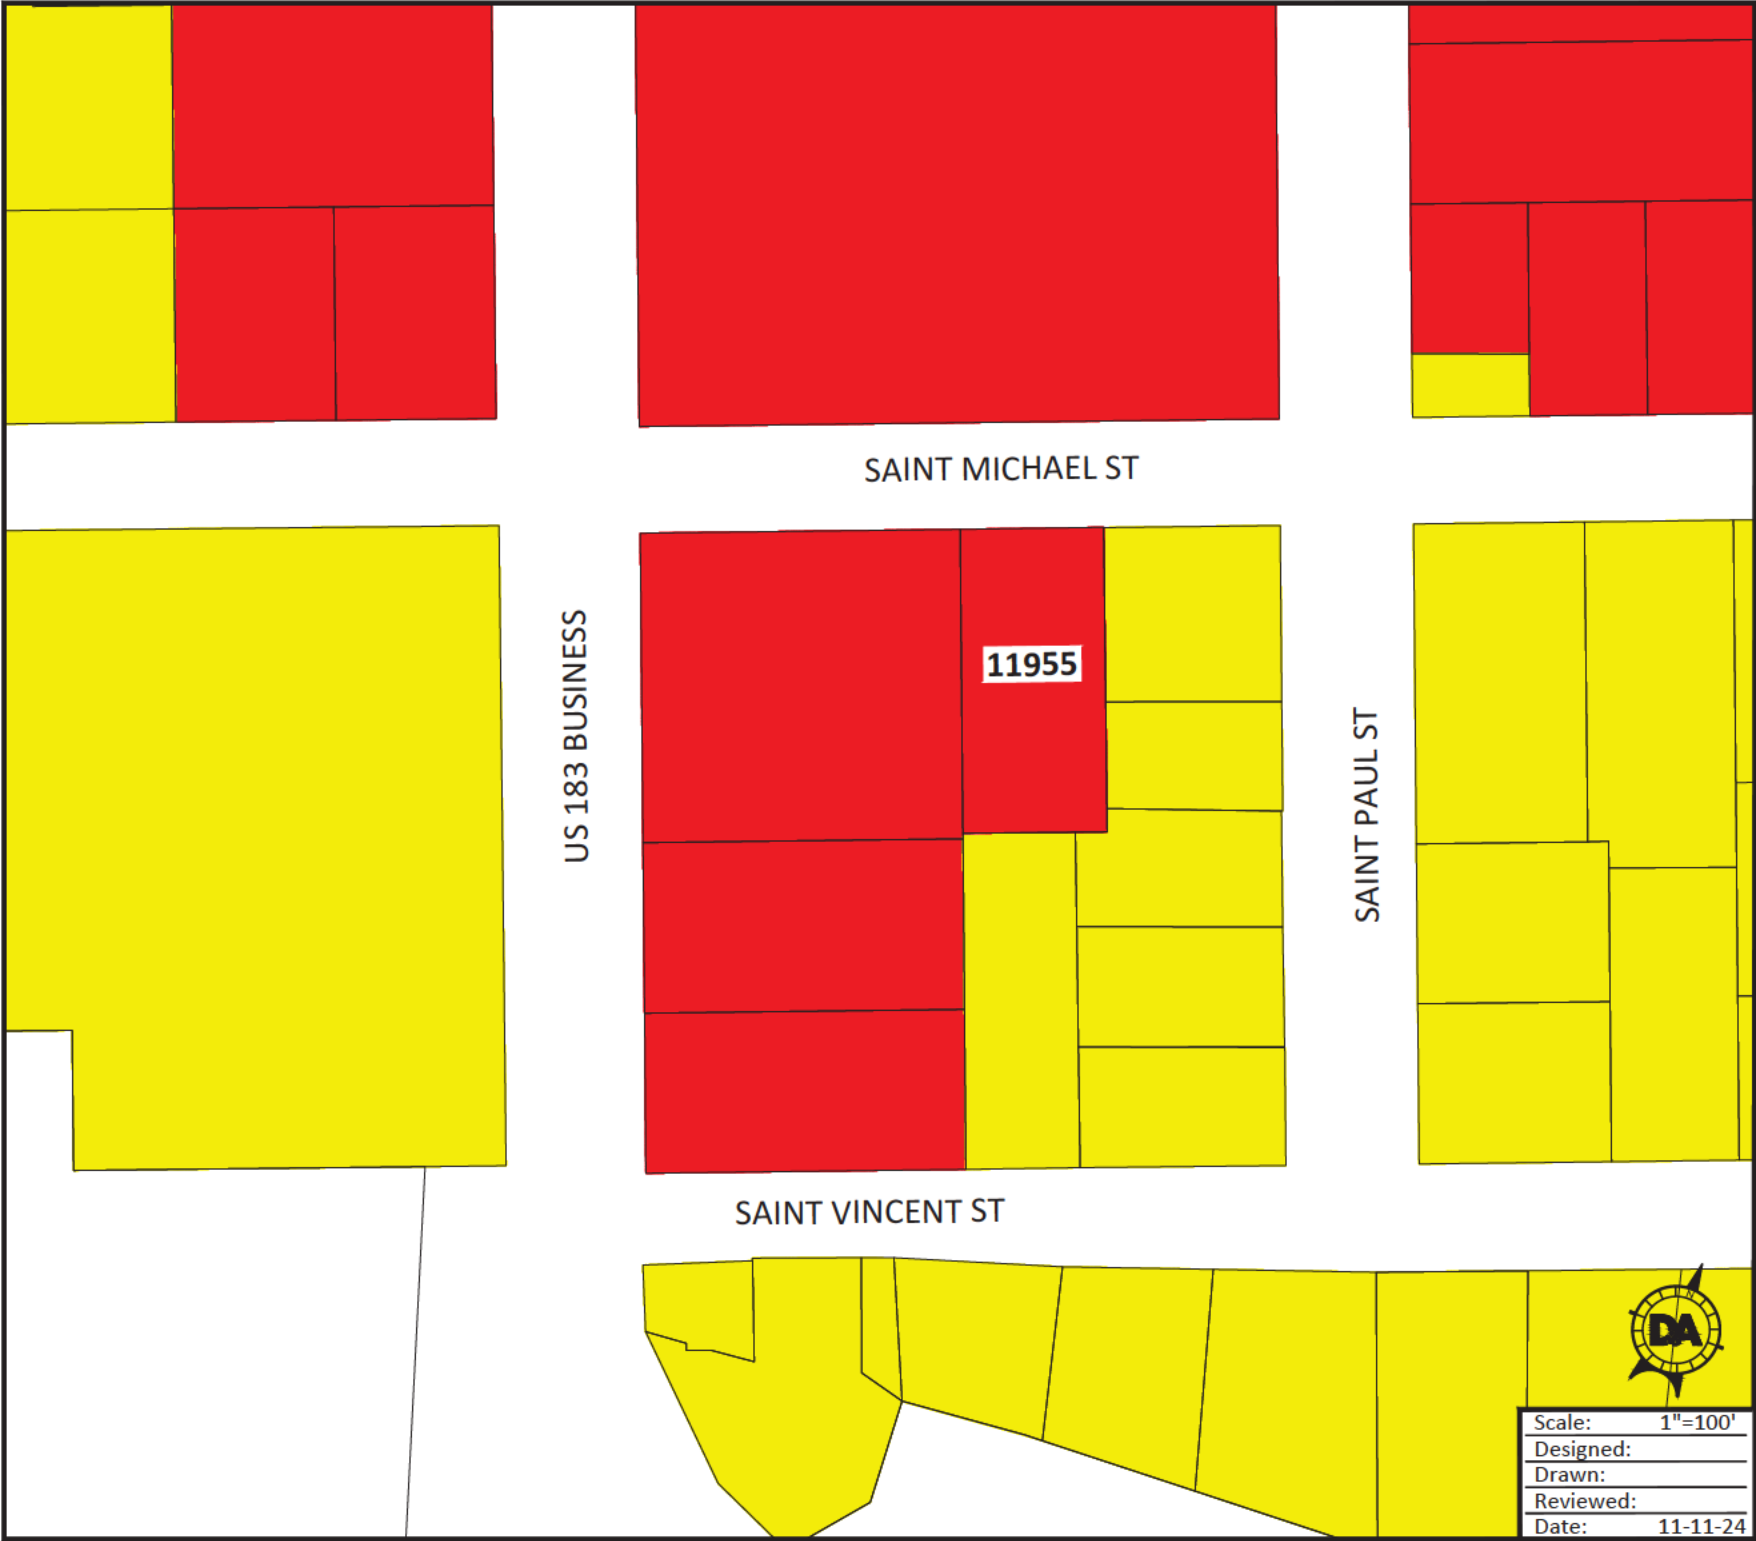 SAINT MICHAEL ST
11955
US 183 BUSINESS
SAINT PAUL ST
SAINT VINCENT ST
N
DA
Scale: 1"=100'
Designed:
Drawn:
Reviewed:
Date: 11-11-24